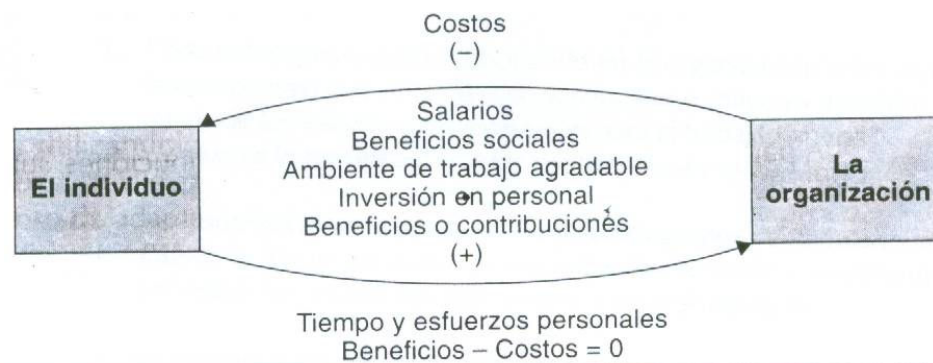 Costos
(–)
Salarios
Beneficios sociales
Ambiente de trabajo agradable
Inversión en personal
Beneficios o contribuciones
(+)
El individuo
La
organización
Tiempo y esfuerzos personales
Beneficios – Costos = 0